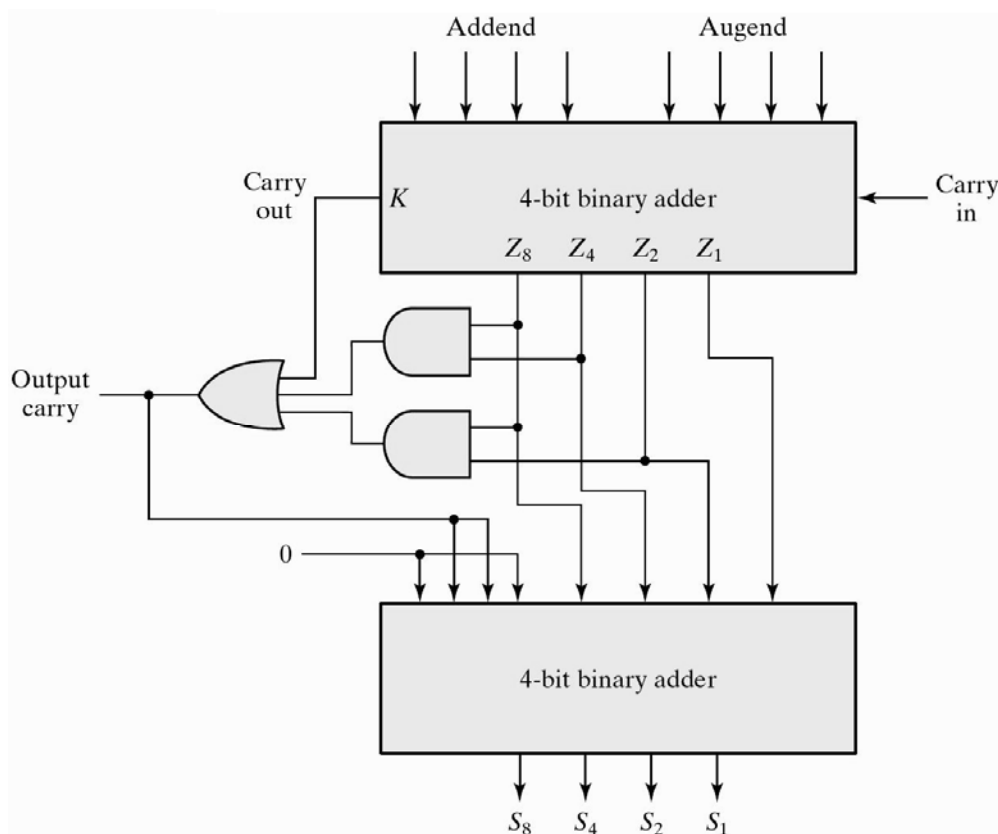 Addend Augend
Carry out
K
4-bit binary adder
Carry in
Z₈ Z₄ Z₂ Z₁
Output carry
0
4-bit binary adder
S₈ S₄ S₂ S₁